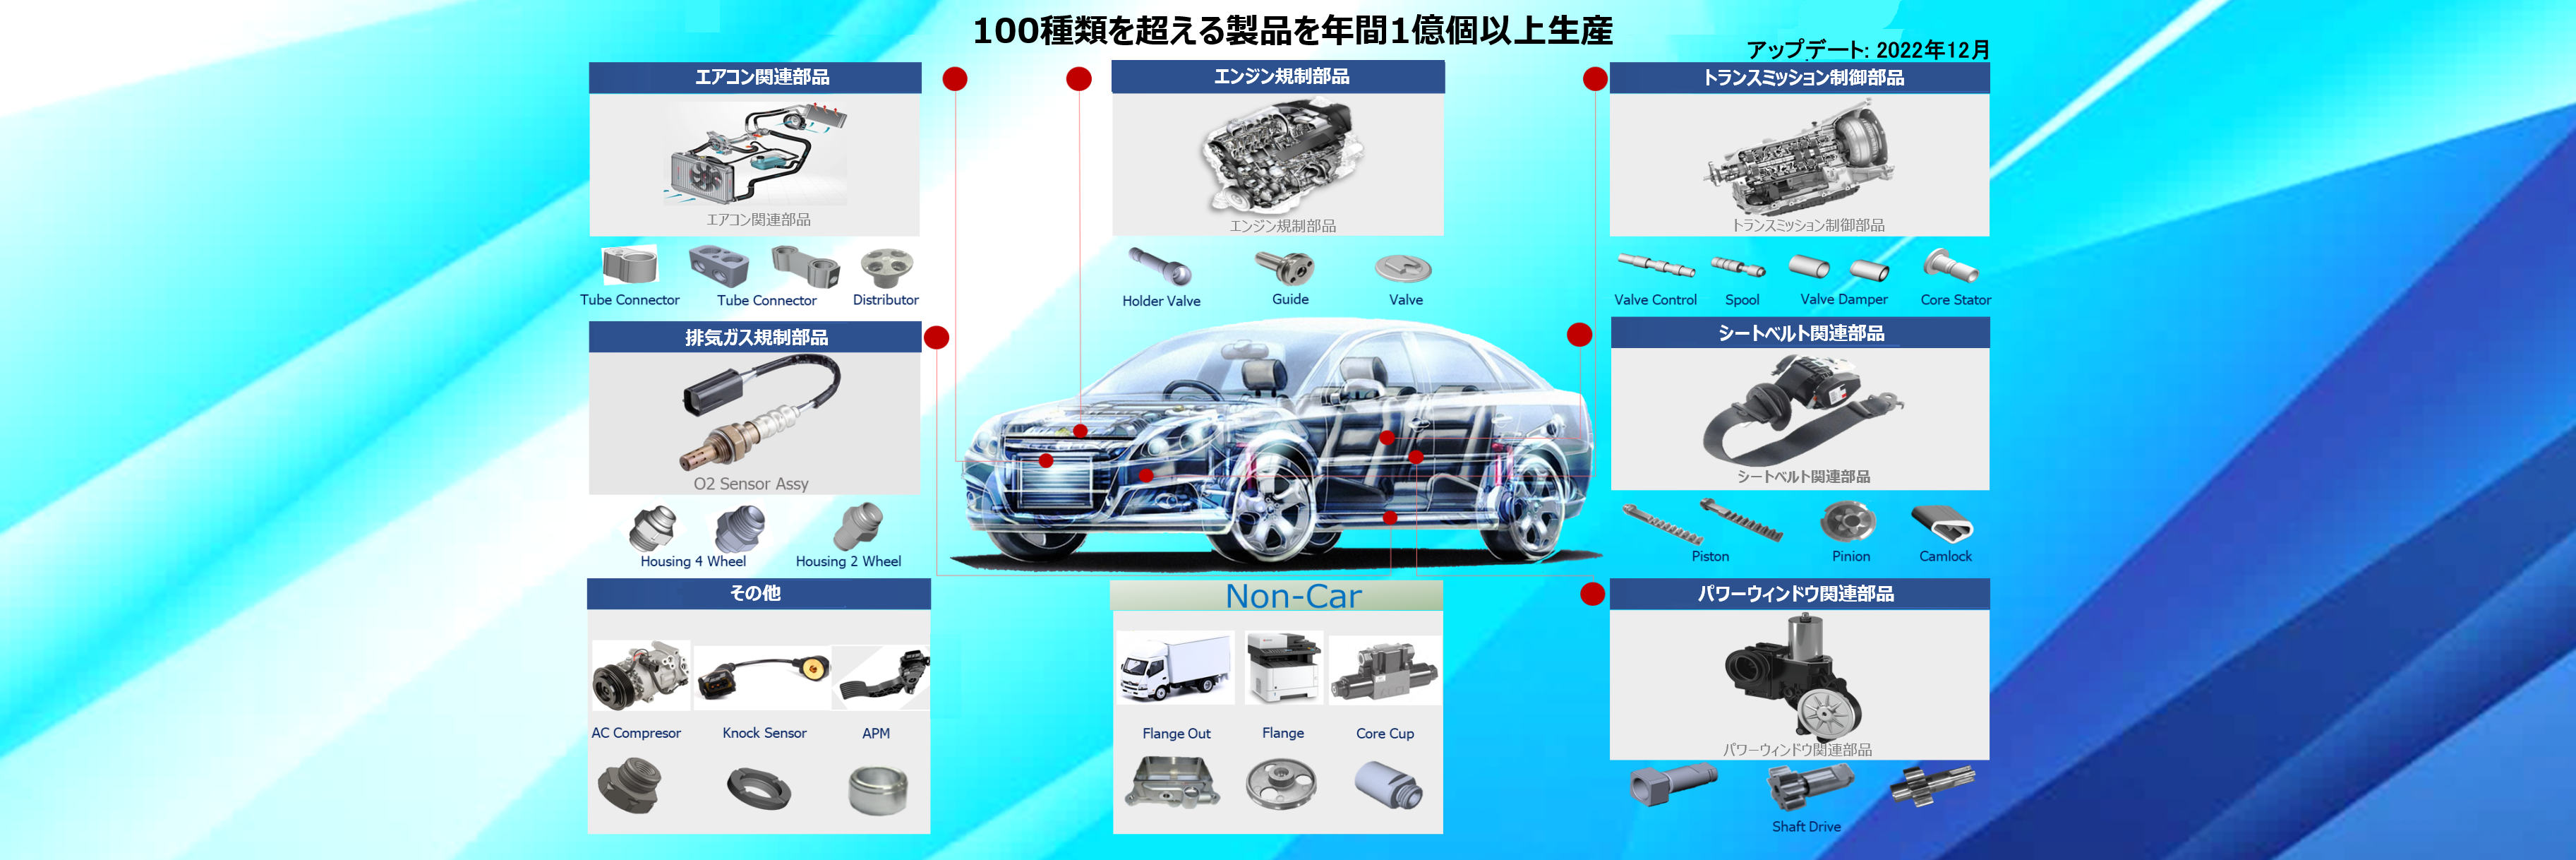 100種類を超える製品を年間1億個以上生産
アップデート: 2022年12月
エアコン関連部品
エアコン関連部品
Tube Connector
Tube Connector
Distributor
エンジン規制部品
エンジン規制部品
Holder Valve
Guide
Valve
トランスミッション制御部品
トランスミッション制御部品
Valve Control
Spool
Valve Damper
Core Stator
排気ガス規制部品
O2 Sensor Assy
Housing 4 Wheel
Housing 2 Wheel
シートベルト関連部品
シートベルト関連部品
Piston
Pinion
Camlock
その他
AC Compresor
Knock Sensor
APM
Non-Car
Flange Out
Flange
Core Cup
パワーウィンドウ関連部品
パワーウィンドウ関連部品
Shaft Drive